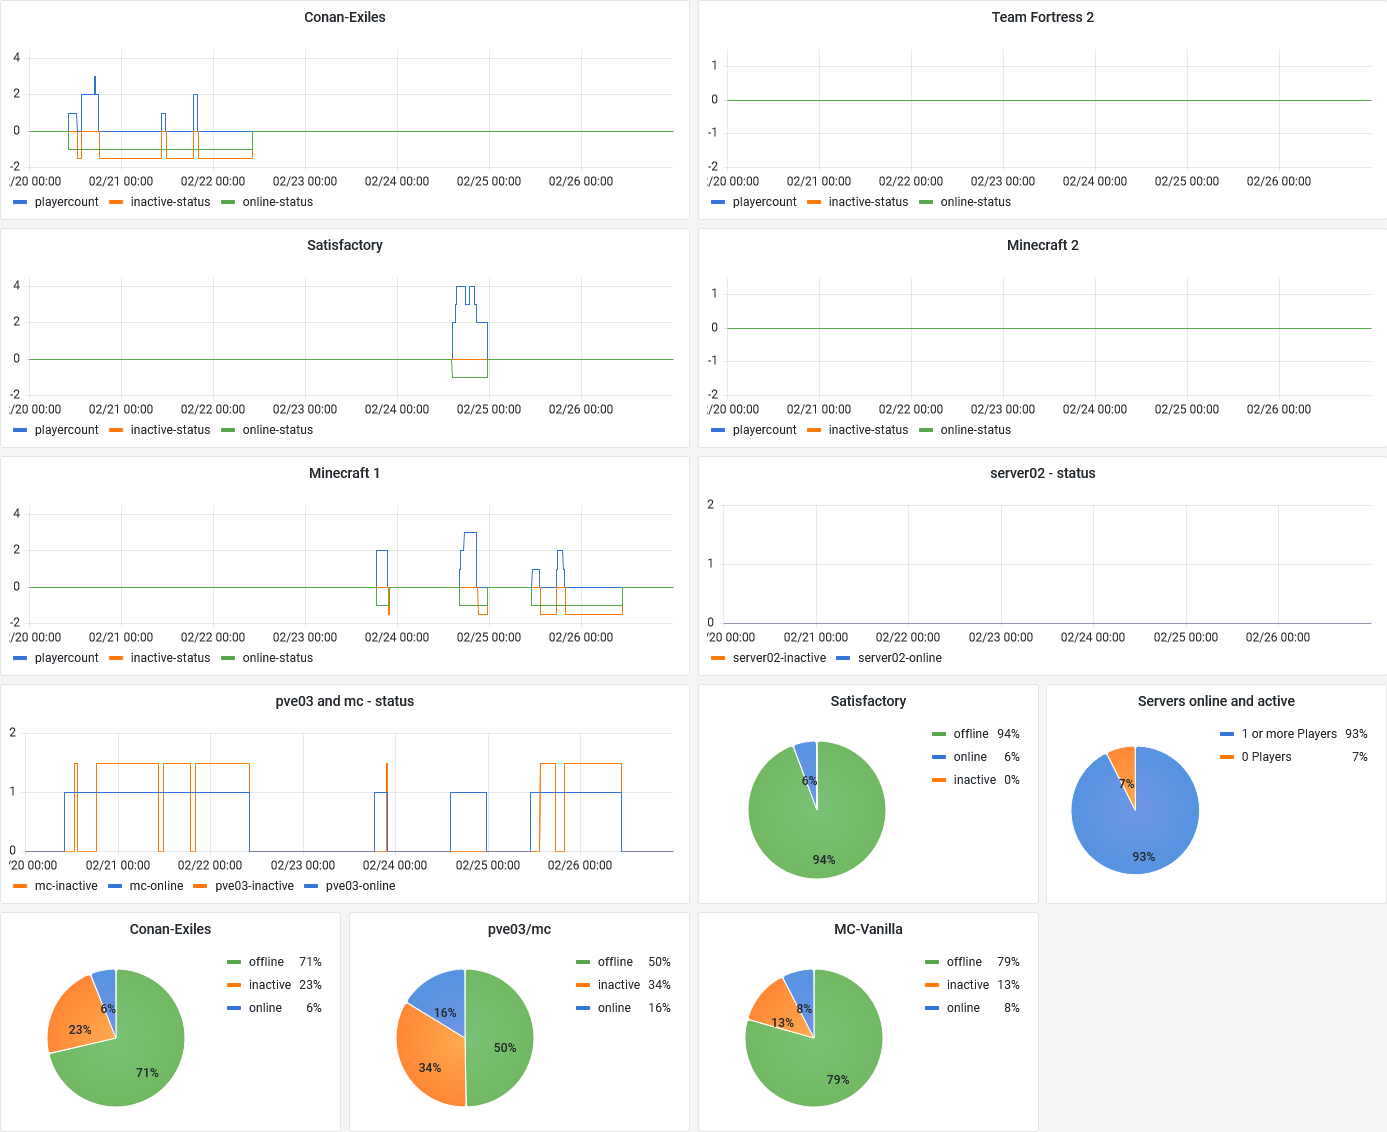 Conan-Exiles
4
2
0
-2
/20 00:00 02/21 00:00 02/22 00:00 02/23 00:00 02/24 00:00 02/25 00:00 02/26 00:00
playercount inactive-status online-status
Team Fortress 2
1
0
-1
-2
/20 00:00 02/21 00:00 02/22 00:00 02/23 00:00 02/24 00:00 02/25 00:00 02/26 00:00
playercount inactive-status online-status
Satisfactory
4
2
0
-2
/20 00:00 02/21 00:00 02/22 00:00 02/23 00:00 02/24 00:00 02/25 00:00 02/26 00:00
playercount inactive-status online-status
Minecraft 2
1
0
-1
-2
/20 00:00 02/21 00:00 02/22 00:00 02/23 00:00 02/24 00:00 02/25 00:00 02/26 00:00
playercount inactive-status online-status
Minecraft 1
4
2
0
-2
/20 00:00 02/21 00:00 02/22 00:00 02/23 00:00 02/24 00:00 02/25 00:00 02/26 00:00
playercount inactive-status online-status
server02 - status
2
1
0
/20 00:00 02/21 00:00 02/22 00:00 02/23 00:00 02/24 00:00 02/25 00:00 02/26 00:00
server02-inactive server02-online
pve03 and mc - status
2
1
0
/20 00:00 02/21 00:00 02/22 00:00 02/23 00:00 02/24 00:00 02/25 00:00 02/26 00:00
mc-inactive mc-online pve03-inactive pve03-online
Satisfactory
offline 94%
online 6%
inactive 0%
6%
94%
Servers online and active
1 or more Players 93%
0 Players 7%
7%
93%
Conan-Exiles
offline 71%
inactive 23%
online 6%
6%
23%
71%
pve03/mc
offline 50%
inactive 34%
online 16%
16%
50%
34%
MC-Vanilla
offline 79%
inactive 13%
online 8%
8%
13%
79%